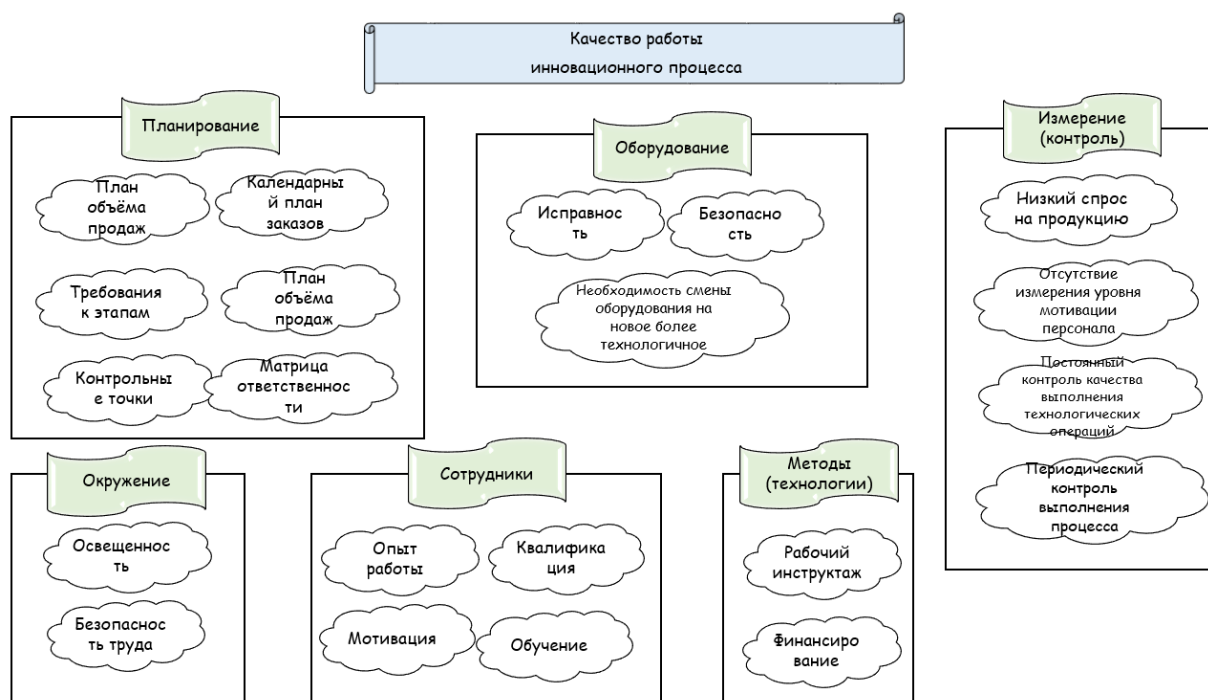 Качество работы
инновационного процесса
Планирование
План
объёма
продаж
Календарны
й план
заказов
Требования
к этапам
План
объёма
продаж
Контрольны
е точки
Матрица
ответственнос
ти
Оборудование
Исправнос
ть
Безопасно
сть
Необходимость смены
оборудования на
новое более
технологичное
Измерение
(контроль)
Низкий спрос
на продукцию
Отсутствие
измерения уровня
мотивации
персонала
Постоянный
контроль качества
выполнения
технологических
операций
Периодический
контроль
выполнения
процесса
Окружение
Освещеннос
ть
Безопаснос
ть труда
Сотрудники
Опыт
работы
Квалифика
ция
Мотивация
Обучение
Методы
(технологии)
Рабочий
инструктаж
Финансиро
вание